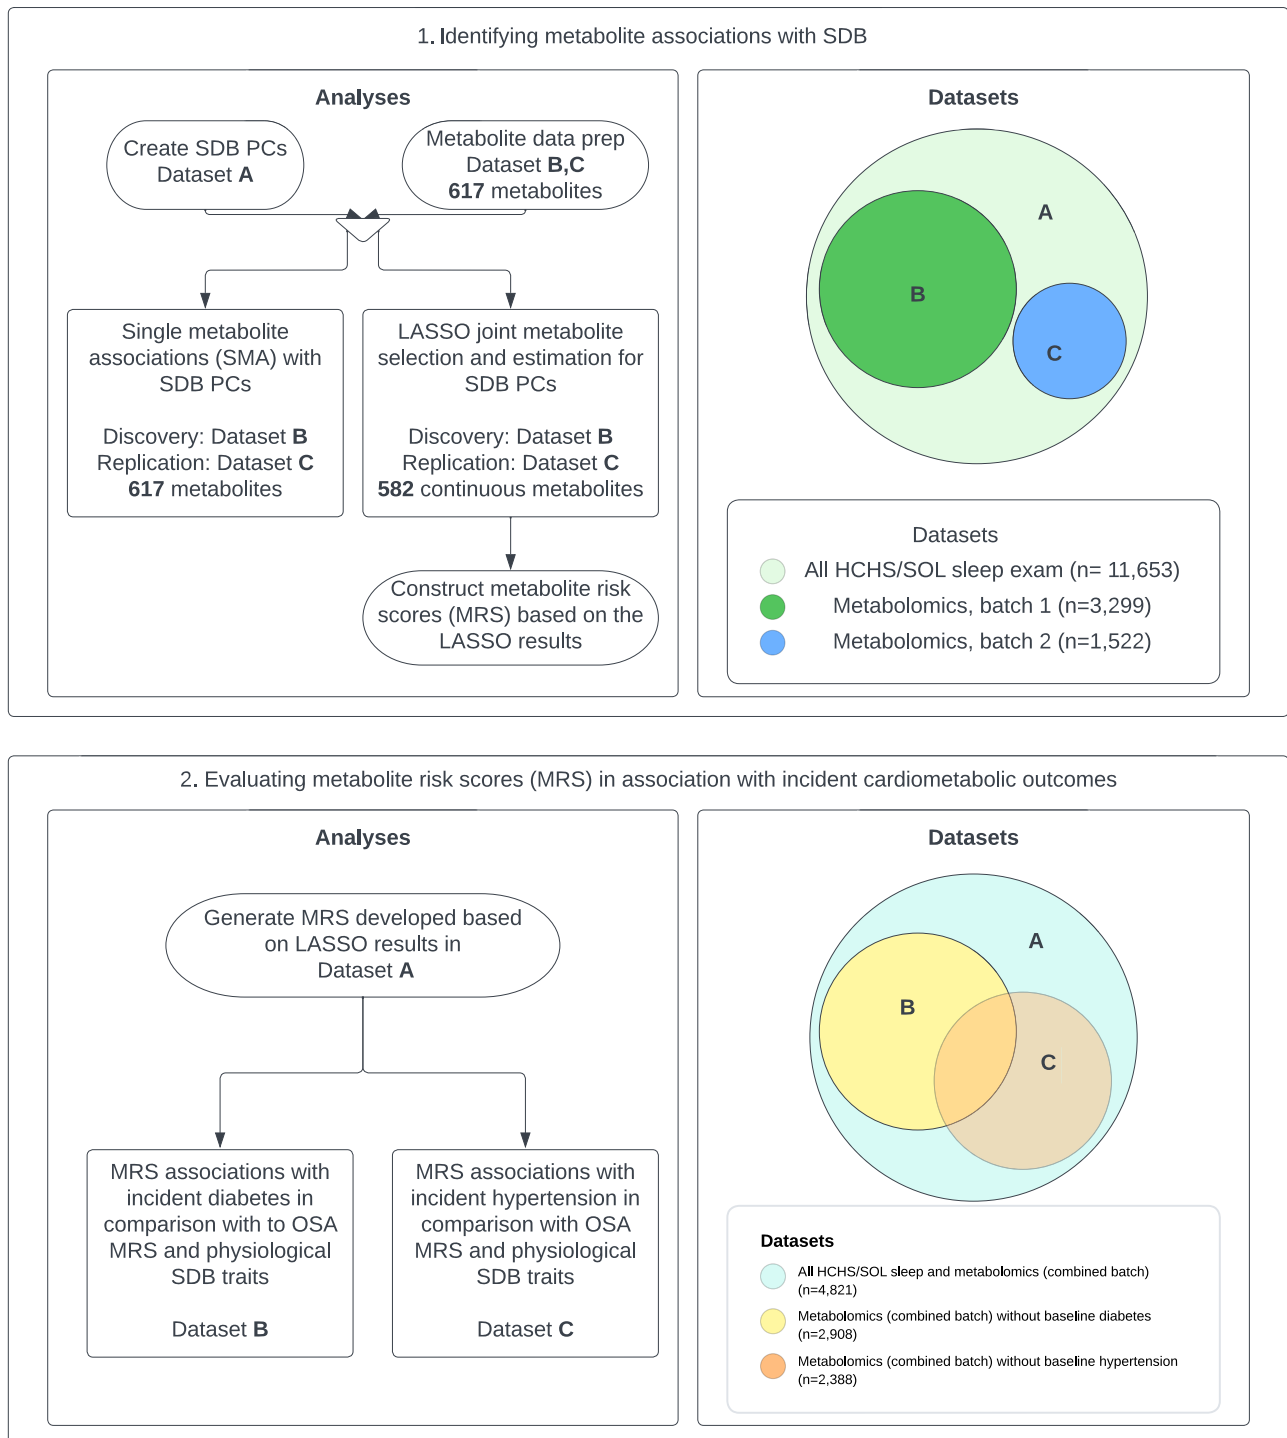 1. Identifying metabolite associations with SDB
Analyses
Create SDB PCs
Dataset A
Metabolite data prep
Dataset B,C
617 metabolites
Single metabolite
associations (SMA) with
SDB PCs
Discovery: Dataset B
Replication: Dataset C
617 metabolites
LASSO joint metabolite
selection and estimation for
SDB PCs
Discovery: Dataset B
Replication: Dataset C
582 continuous metabolites
Construct metabolite risk
scores (MRS) based on the
LASSO results
Datasets
A
B
C
Datasets
All HCHS/SOL sleep exam (n= 11,653)
Metabolomics, batch 1 (n=3,299)
Metabolomics, batch 2 (n=1,522)
2. Evaluating metabolite risk scores (MRS) in association with incident cardiometabolic outcomes
Analyses
Generate MRS developed based
on LASSO results in
Dataset A
MRS associations with
incident diabetes in
comparison with to OSA
MRS and physiological
SDB traits
Dataset B
MRS associations with
incident hypertension in
comparison with OSA
MRS and physiological
SDB traits
Dataset C
Datasets
A
B
C
Datasets
All HCHS/SOL sleep and metabolomics (combined batch)
(n=4,821)
Metabolomics (combined batch) without baseline diabetes
(n=2,908)
Metabolomics (combined batch) without baseline hypertension
(n=2,388)